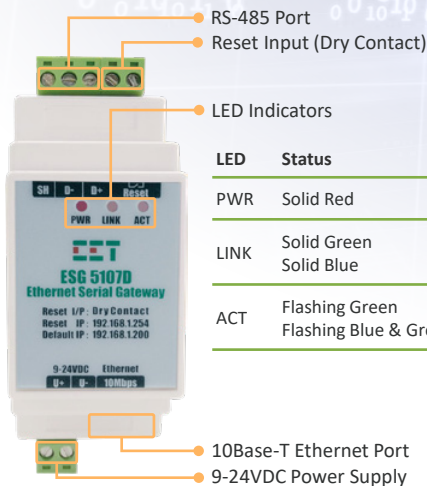 RS-485 Port
Reset Input (Dry Contact)
LED Indicators
SH D- D+ Reset
PWR LINK ACT
CET
ESG 5107D
Ethernet Serial Gateway
Reset I/P: Dry Contact
Reset IP: 192.168.1.254
Default IP: 192.168.1.200
9-24VDC Ethernet
U+ U- 10Mbps
LED Status
PWR Solid Red
LINK Solid Green
Solid Blue
ACT Flashing Green
Flashing Blue & Gre
10Base-T Ethernet Port
9-24VDC Power Supply